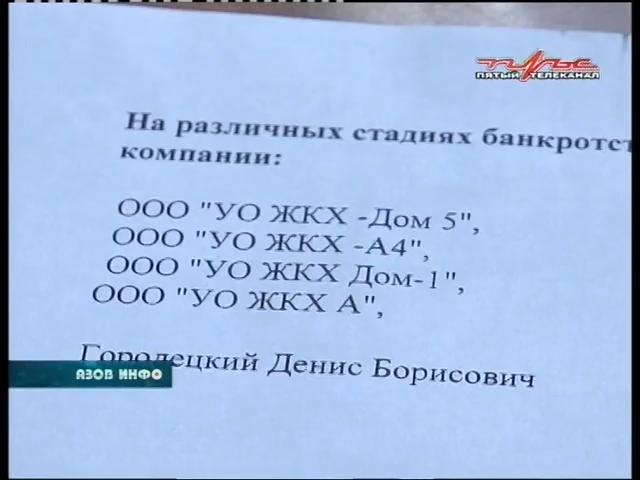 ПУЛЬС
ПЯТЫЙ ТЕЛЕКАНАЛ
На различных стадиях
компании:
ООО "УО ЖКХ -Дом 5",
ООО "УО ЖКХ -А4",
ООО "УО ЖКХ Дом-1",
ООО "УО ЖКХ А",
Городецкий Денис Борисович
АЗОВ ИНФО